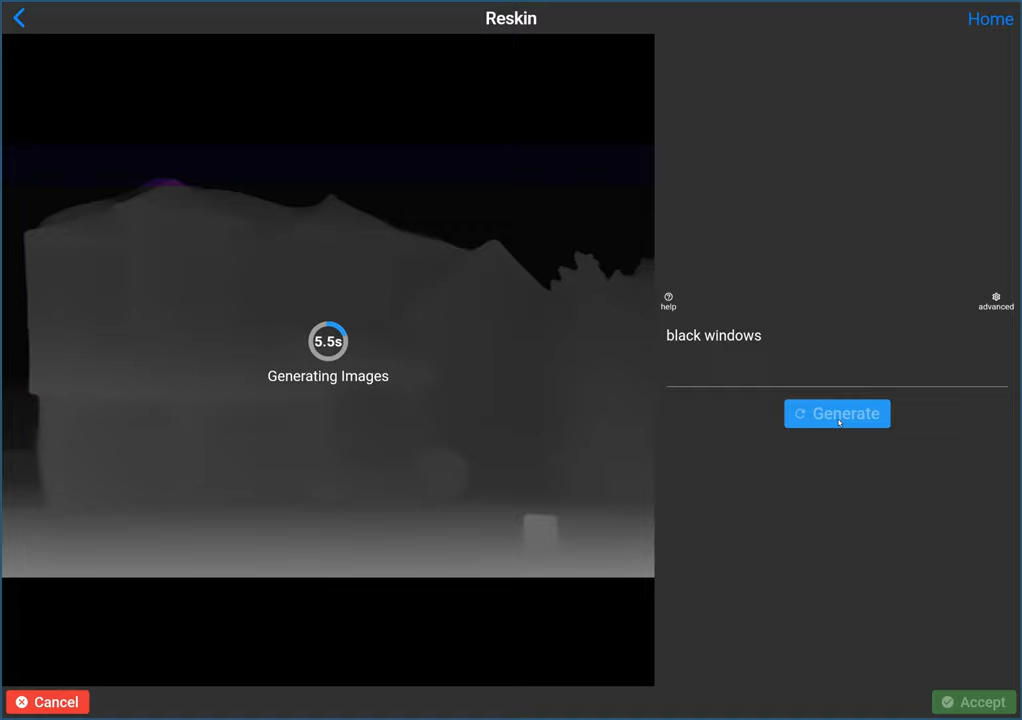 Reskin
Home
help
advanced
black windows
Generate
5.5s
Generating Images
Cancel
Accept